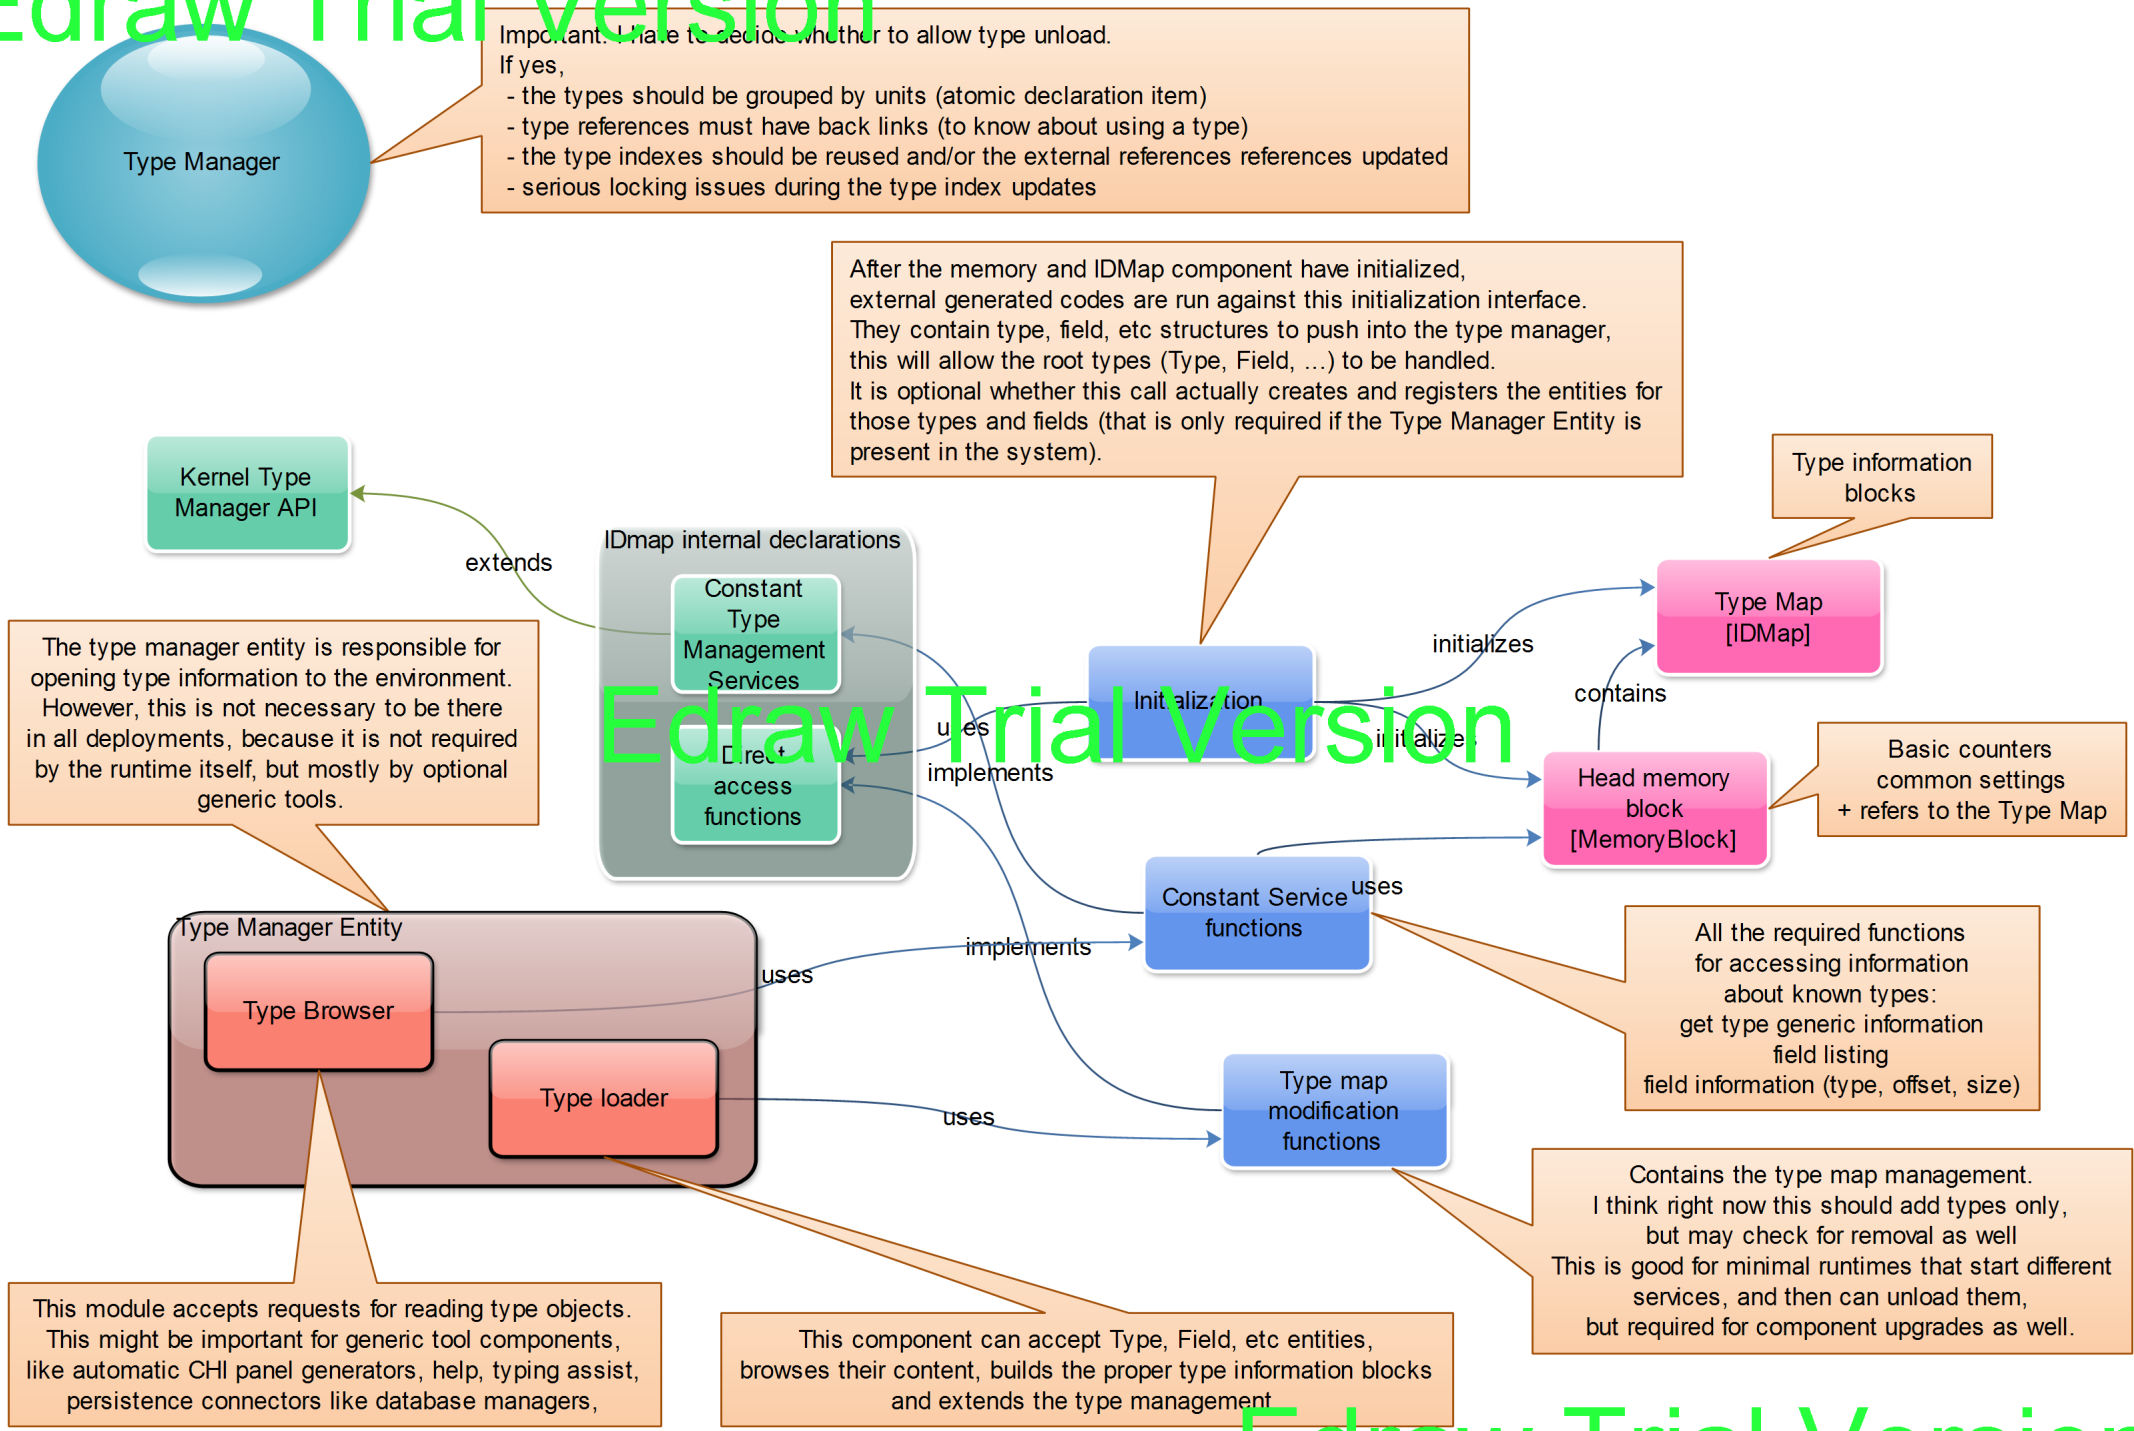 Edraw Trial Version
Important: I have to decide whether to allow type unload.
If yes,
- the types should be grouped by units (atomic declaration item)
- type references must have back links (to know about using a type)
- the type indexes should be reused and/or the external references references updated
- serious locking issues during the type index updates
Type Manager
After the memory and IDMap component have initialized,
external generated codes are run against this initialization interface.
They contain type, field, etc structures to push into the type manager,
this will allow the root types (Type, Field, ...) to be handled.
It is optional whether this call actually creates and registers the entities for
those types and fields (that is only required if the Type Manager Entity is
present in the system).
Kernel Type
Manager API
Type information
blocks
extends
IDmap internal declarations
Constant
Type
Management
Services
Direct
access
functions
Type Map
[IDMap]
initializes
Initialization
contains
uses
initializes
implements
Edraw Trial Version
The type manager entity is responsible for
opening type information to the environment.
However, this is not necessary to be there
in all deployments, because it is not required
by the runtime itself, but mostly by optional
generic tools.
Head memory
block
[MemoryBlock]
Basic counters
common settings
+ refers to the Type Map
Constant Service
functions
uses
Type Manager Entity
Type Browser
uses
implements
All the required functions
for accessing information
about known types:
get type generic information
field listing
field information (type, offset, size)
Type loader
uses
Type map
modification
functions
Contains the type map management.
I think right now this should add types only,
but may check for removal as well
This is good for minimal runtimes that start different
services, and then can unload them,
but required for component upgrades as well.
This module accepts requests for reading type objects.
This might be important for generic tool components,
like automatic CHI panel generators, help, typing assist,
persistence connectors like database managers,
This component can accept Type, Field, etc entities,
browses their content, builds the proper type information blocks
and extends the type management
Edraw Trial Version